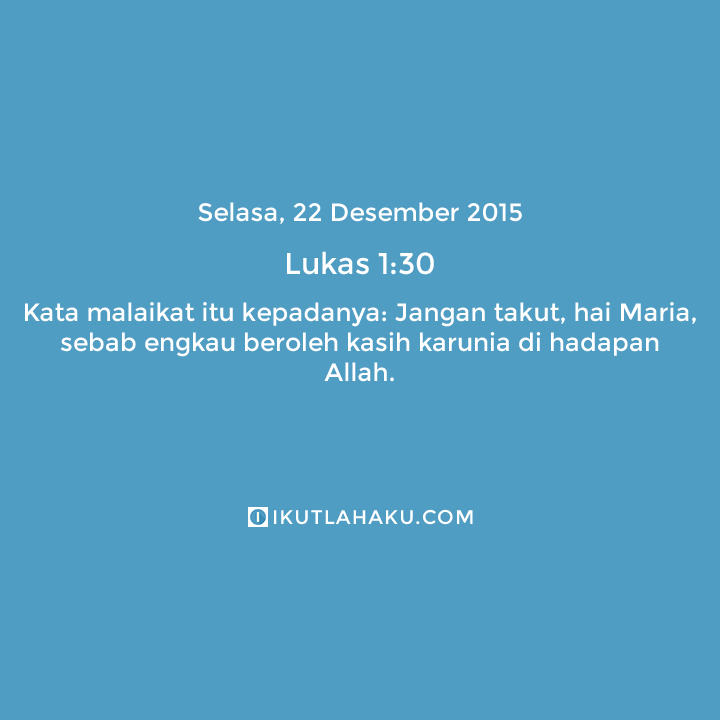 Selasa, 22 Desember 2015
Lukas 1:30
Kata malaikat itu kepadanya: Jangan takut, hai Maria,
sebab engkau beroleh kasih karunia di hadapan
Allah.
IKUTLAHAKU.COM